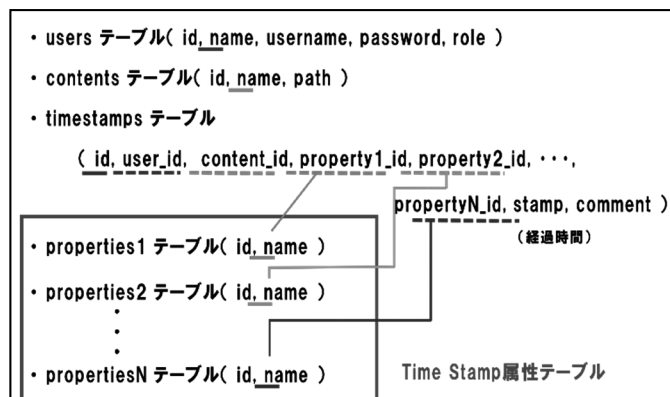 ・users テーブル( id, name, username, password, role )
・contents テーブル( id, name, path )
・timestamps テーブル
( id, user_id, content_id, property1_id, property2_id, ・・・,
propertyN_id, stamp, comment )
(経過時間)
・properties1 テーブル( id, name )
・properties2 テーブル( id, name )
・
・
・
・propertiesN テーブル( id, name )
Time Stamp属性テーブル